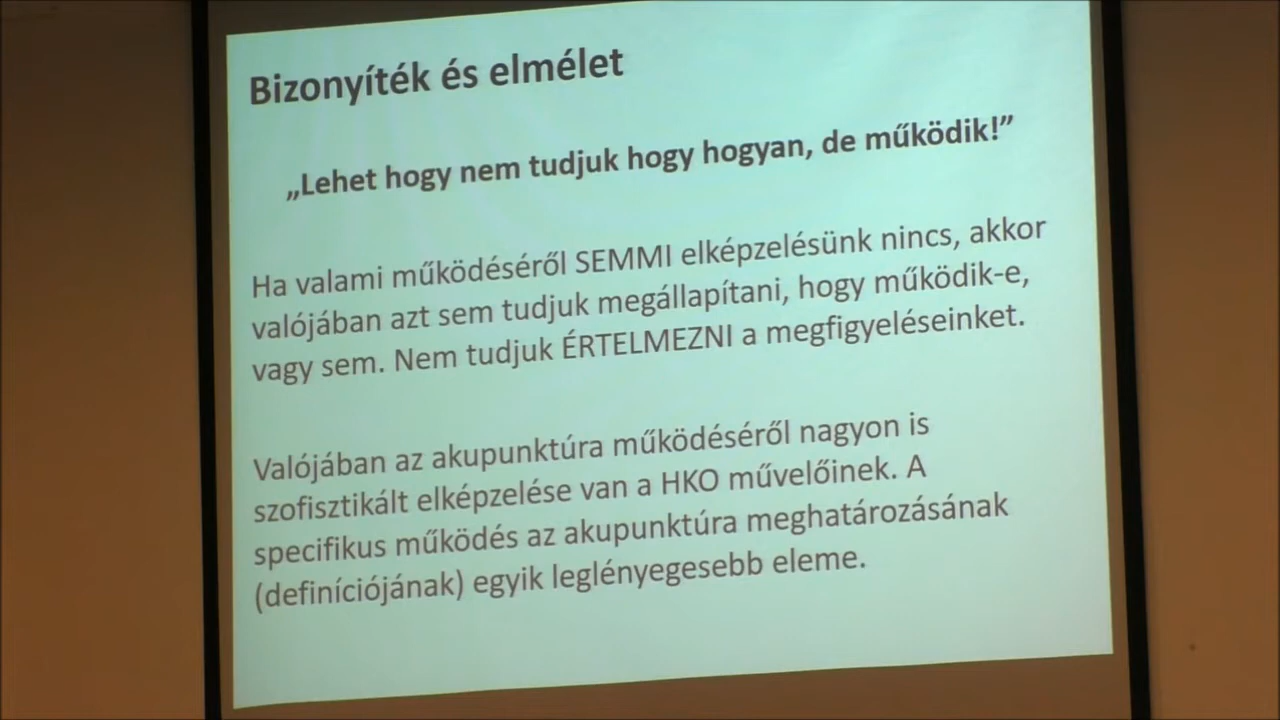 Bizonyíték és elmélet
„Lehet hogy nem tudjuk hogy hogyan, de működik!”
Ha valami működéséről SEMMI elképzelésünk nincs, akkor
valójában azt sem tudjuk megállapítani, hogy működik-e,
vagy sem. Nem tudjuk ÉRTELMEZNI a megfigyeléseinket.
Valójában az akupunktúra működéséről nagyon is
szofisztikált elképzelése van a HKO művelőinek. A
specifikus működés az akupunktúra meghatározásának
(definíciójának) egyik leglényegesebb eleme.